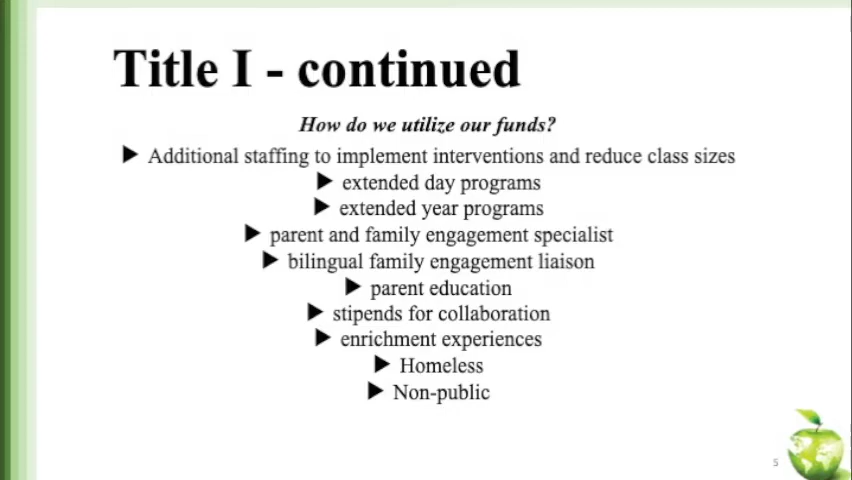 Title I - continued
How do we utilize our funds?
▶ Additional staffing to implement interventions and reduce class sizes
▶ extended day programs
▶ extended year programs
▶ parent and family engagement specialist
▶ bilingual family engagement liaison
▶ parent education
▶ stipends for collaboration
▶ enrichment experiences
▶ Homeless
▶ Non-public
5